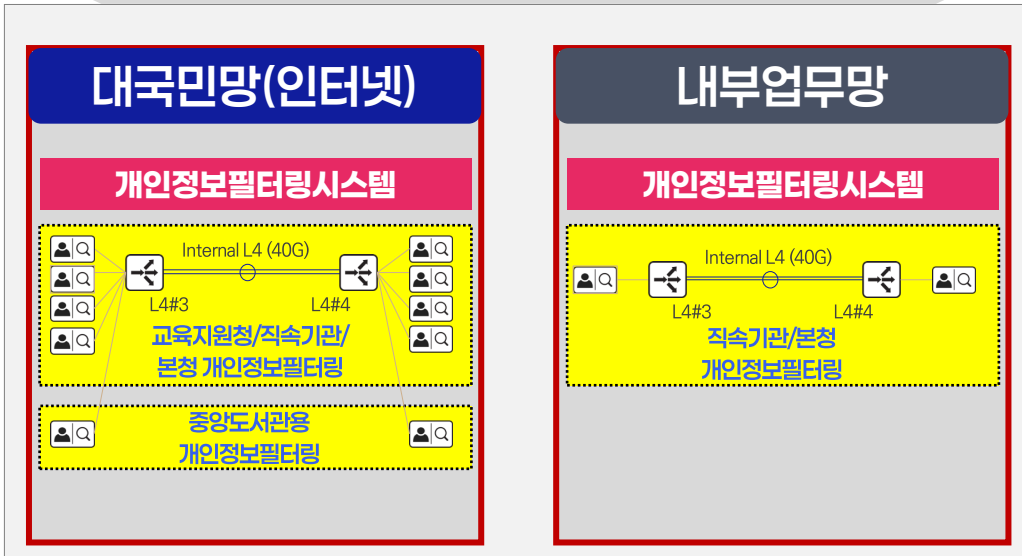 대국민망(인터넷)
개인정보필터링시스템
Internal L4 (40G)
L4#3
L4#4
교육지원청/직속기관/
본청 개인정보필터링
중앙도서관용
개인정보필터링
내부업무망
개인정보필터링시스템
Internal L4 (40G)
L4#3
L4#4
직속기관/본청
개인정보필터링